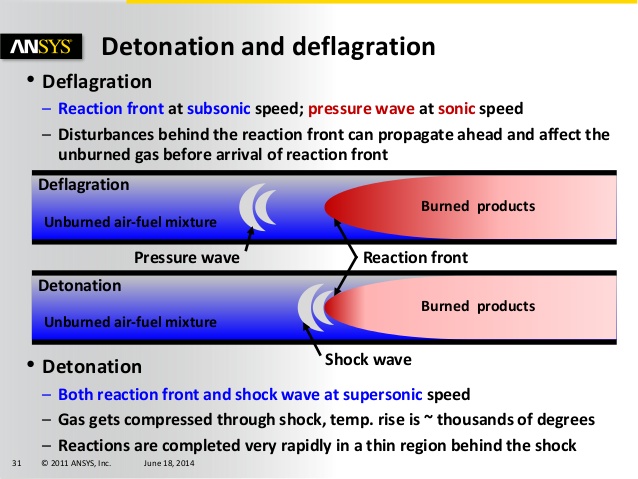 ANSYS
Detonation and deflagration
• Deflagration
– Reaction front at subsonic speed; pressure wave at sonic speed
– Disturbances behind the reaction front can propagate ahead and affect the
unburned gas before arrival of reaction front
Deflagration
Burned products
Unburned air-fuel mixture
Pressure wave
Reaction front
Detonation
Burned products
Unburned air-fuel mixture
Shock wave
• Detonation
– Both reaction front and shock wave at supersonic speed
– Gas gets compressed through shock, temp. rise is ~ thousands of degrees
– Reactions are completed very rapidly in a thin region behind the shock
31 © 2011 ANSYS, Inc. June 18, 2014